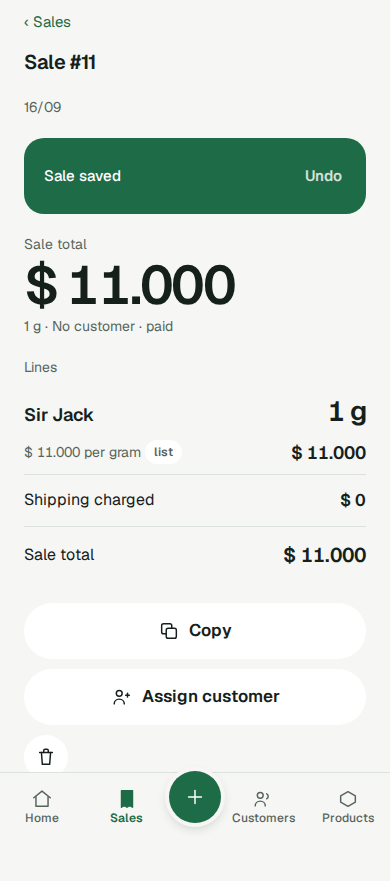 ‹ Sales
Sale #11
16/09
Sale saved Undo
Sale total
$ 11.000
1 g · No customer · paid
Lines
Sir Jack 1 g
$ 11.000 per gram list $ 11.000
Shipping charged $ 0
Sale total $ 11.000
Copy
Assign customer
Home Sales Customers Products